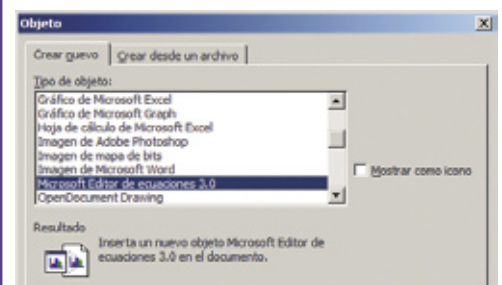 Objeto
Crear nuevo
Crear desde un archivo
Tipo de objeto:
Gráfico de Microsoft Excel
Gráfico de Microsoft Graph
Hoja de cálculo de Microsoft Excel
Imagen de Adobe Photoshop
Imagen de mapa de bits
Imagen de Microsoft Word
Microsoft Editor de ecuaciones 3.0
OpenDocument Drawing
Mostrar como icono
Resultado
Inserta un nuevo objeto Microsoft Editor de
ecuaciones 3.0 en el documento.